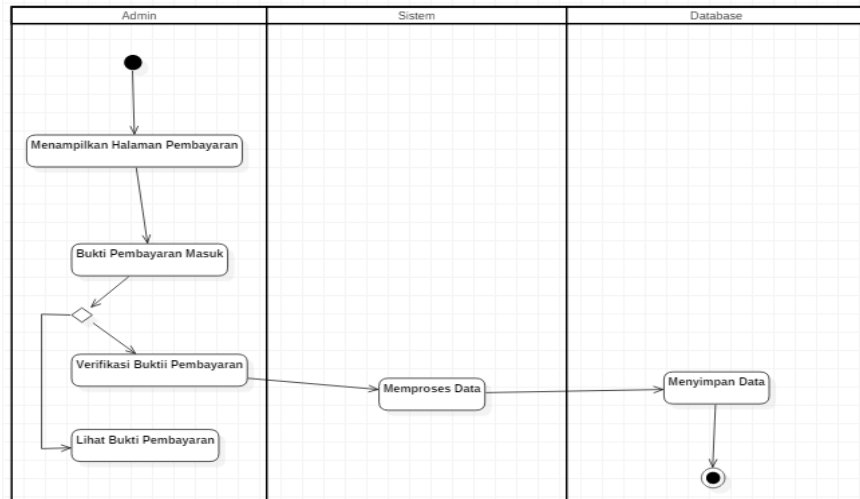 Admin
Sistem
Database
Menampilkan Halaman Pembayaran
Bukti Pembayaran Masuk
Verifikasi Buktii Pembayaran
Memproses Data
Menyimpan Data
Lihat Bukti Pembayaran